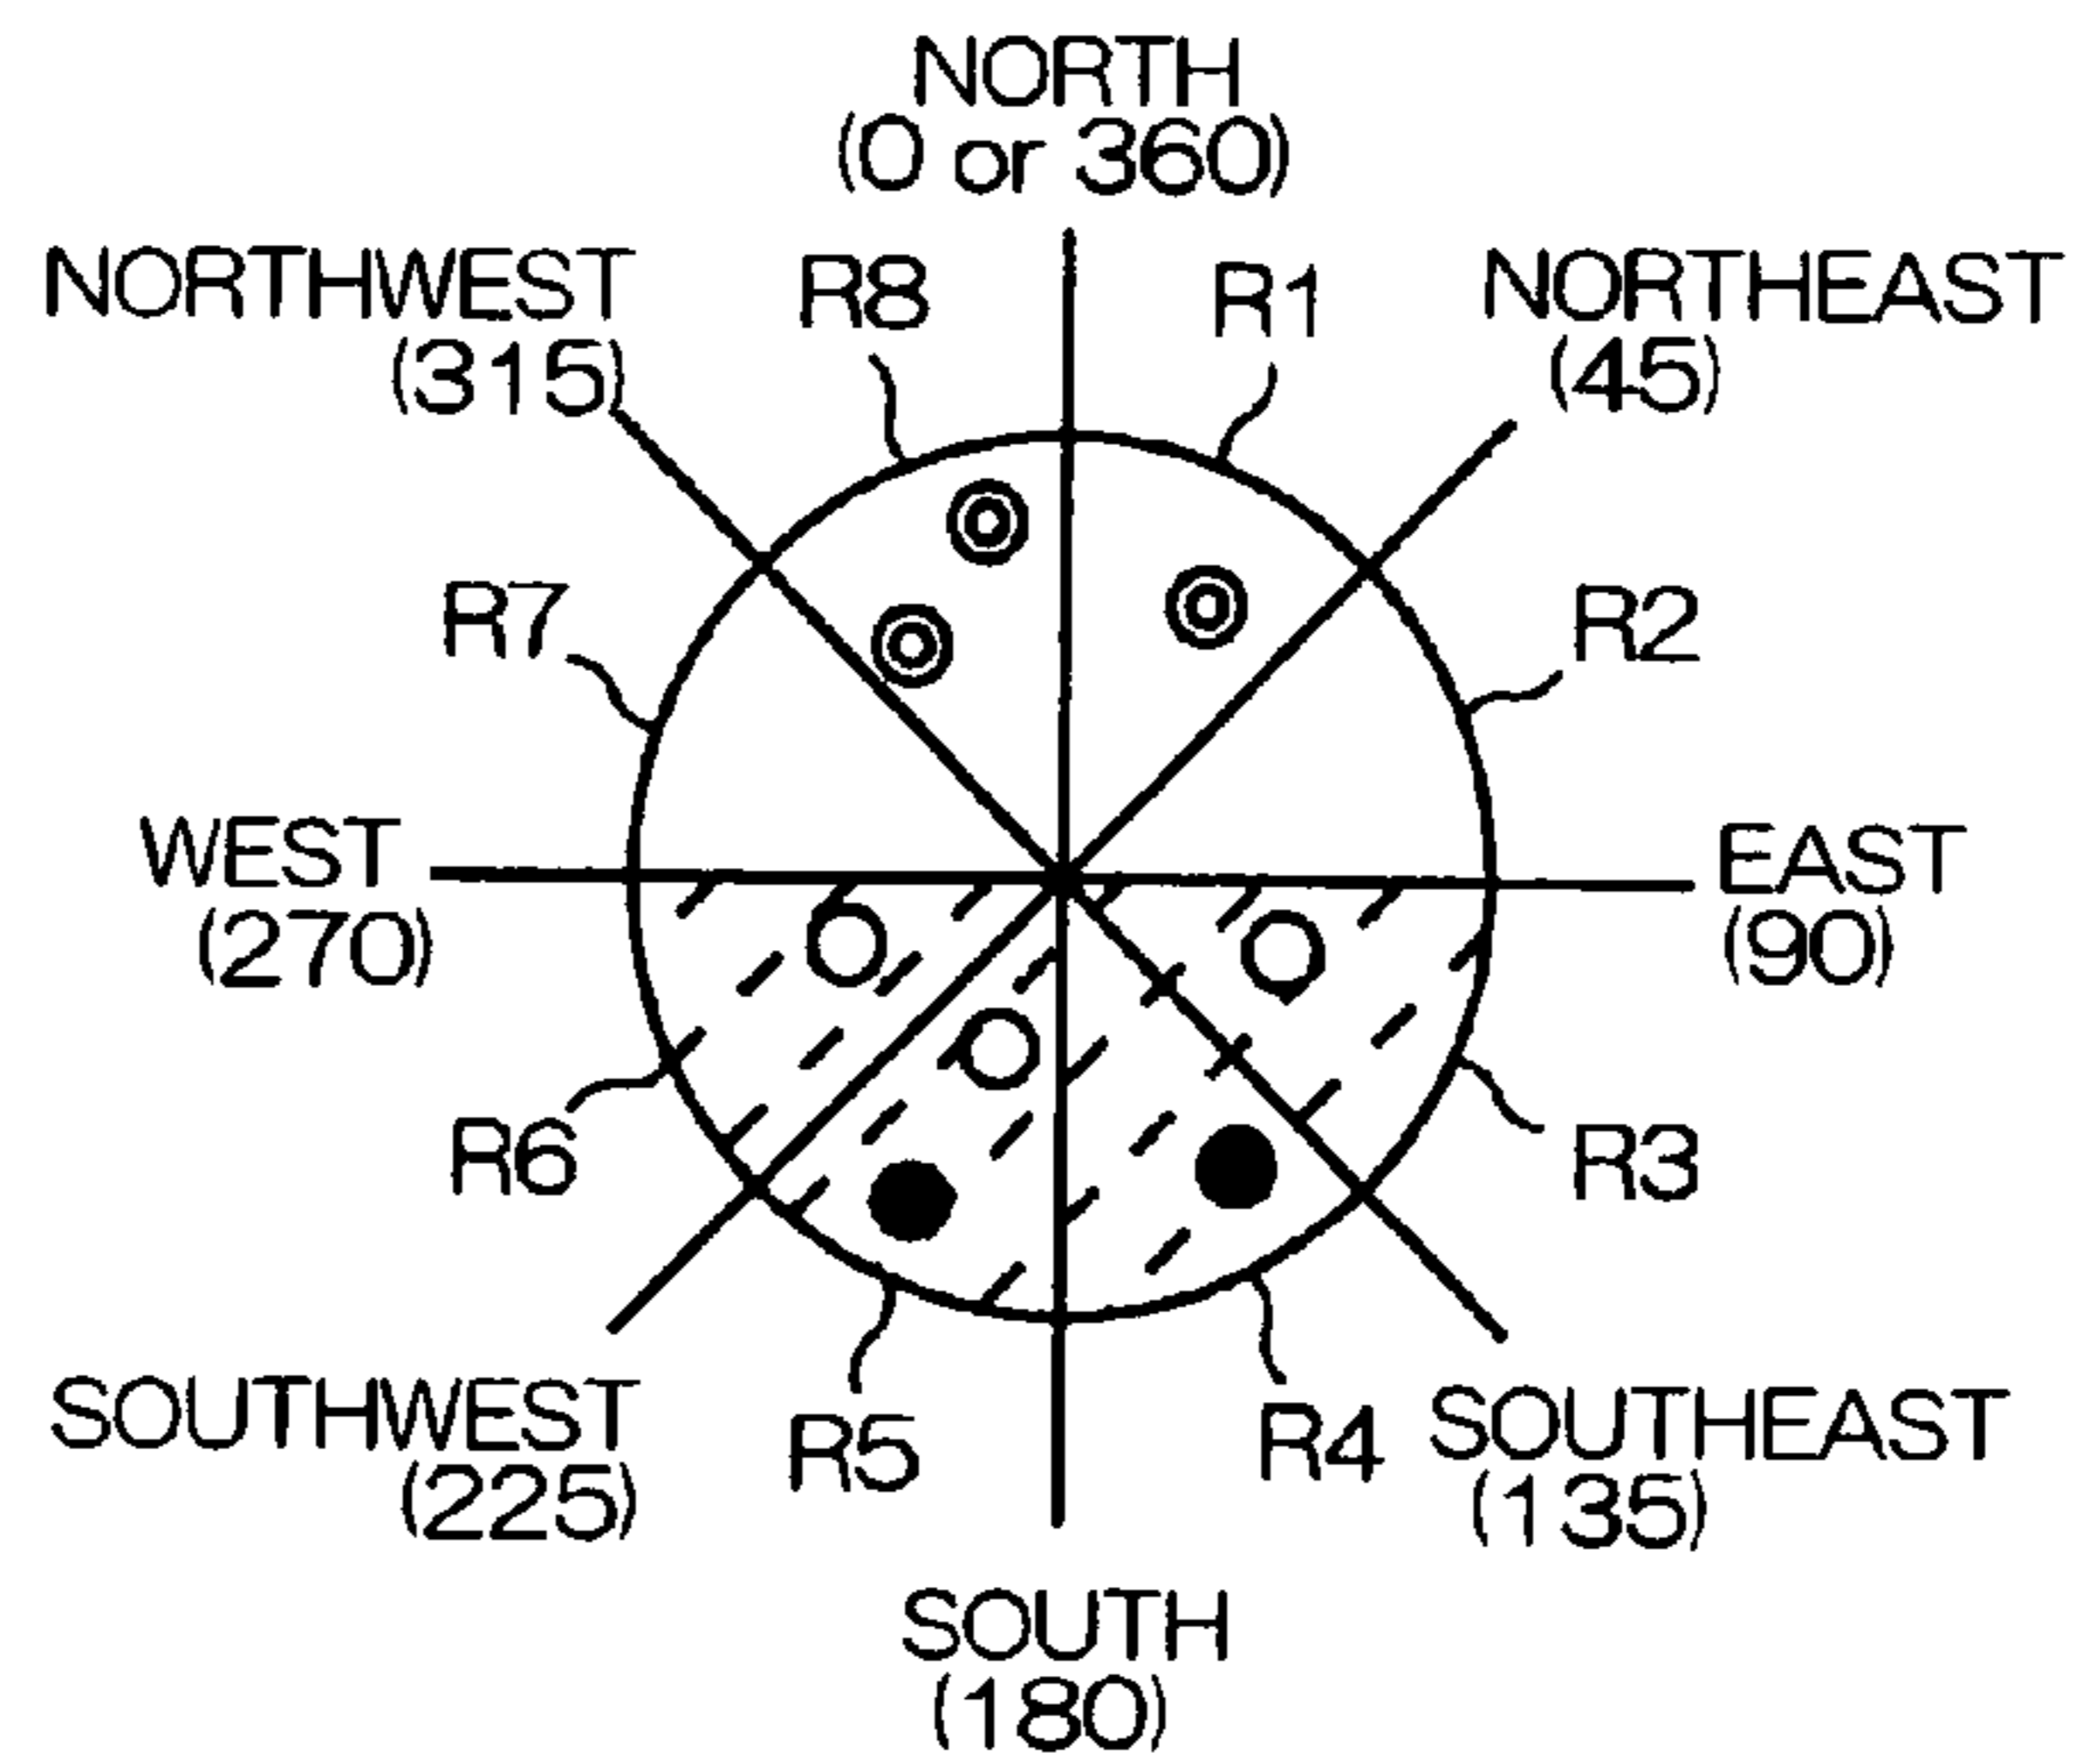 NORTH
(0 or 360)
NORTHWEST
(315)
R8
R1
NORTHEAST
(45)
R7
R2
WEST
(270)
EAST
(90)
R6
R3
SOUTHWEST
(225)
R5
R4
SOUTHEAST
(135)
SOUTH
(180)